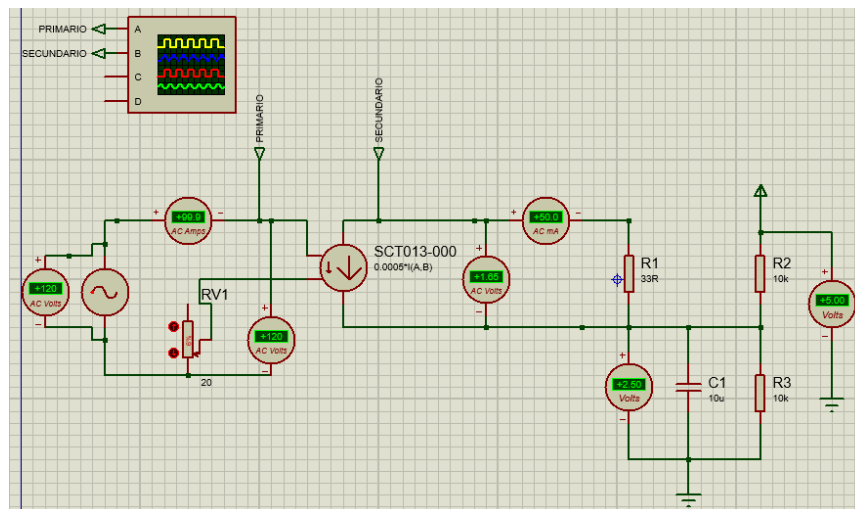 PRIMARIO
A
SECUNDARIO
B
C
D
PRIMARIO
SECUNDARIO
+99.9
AC Amps
+50.0
AC mA
SCT013-000
0.0005*I(A,B)
+120
AC Volts
RV1
+1.65
AC Volts
R1
33R
R2
10k
+5.00
Volts
6%
+120
AC Volts
20
+2.50
Volts
C1
10u
R3
10k